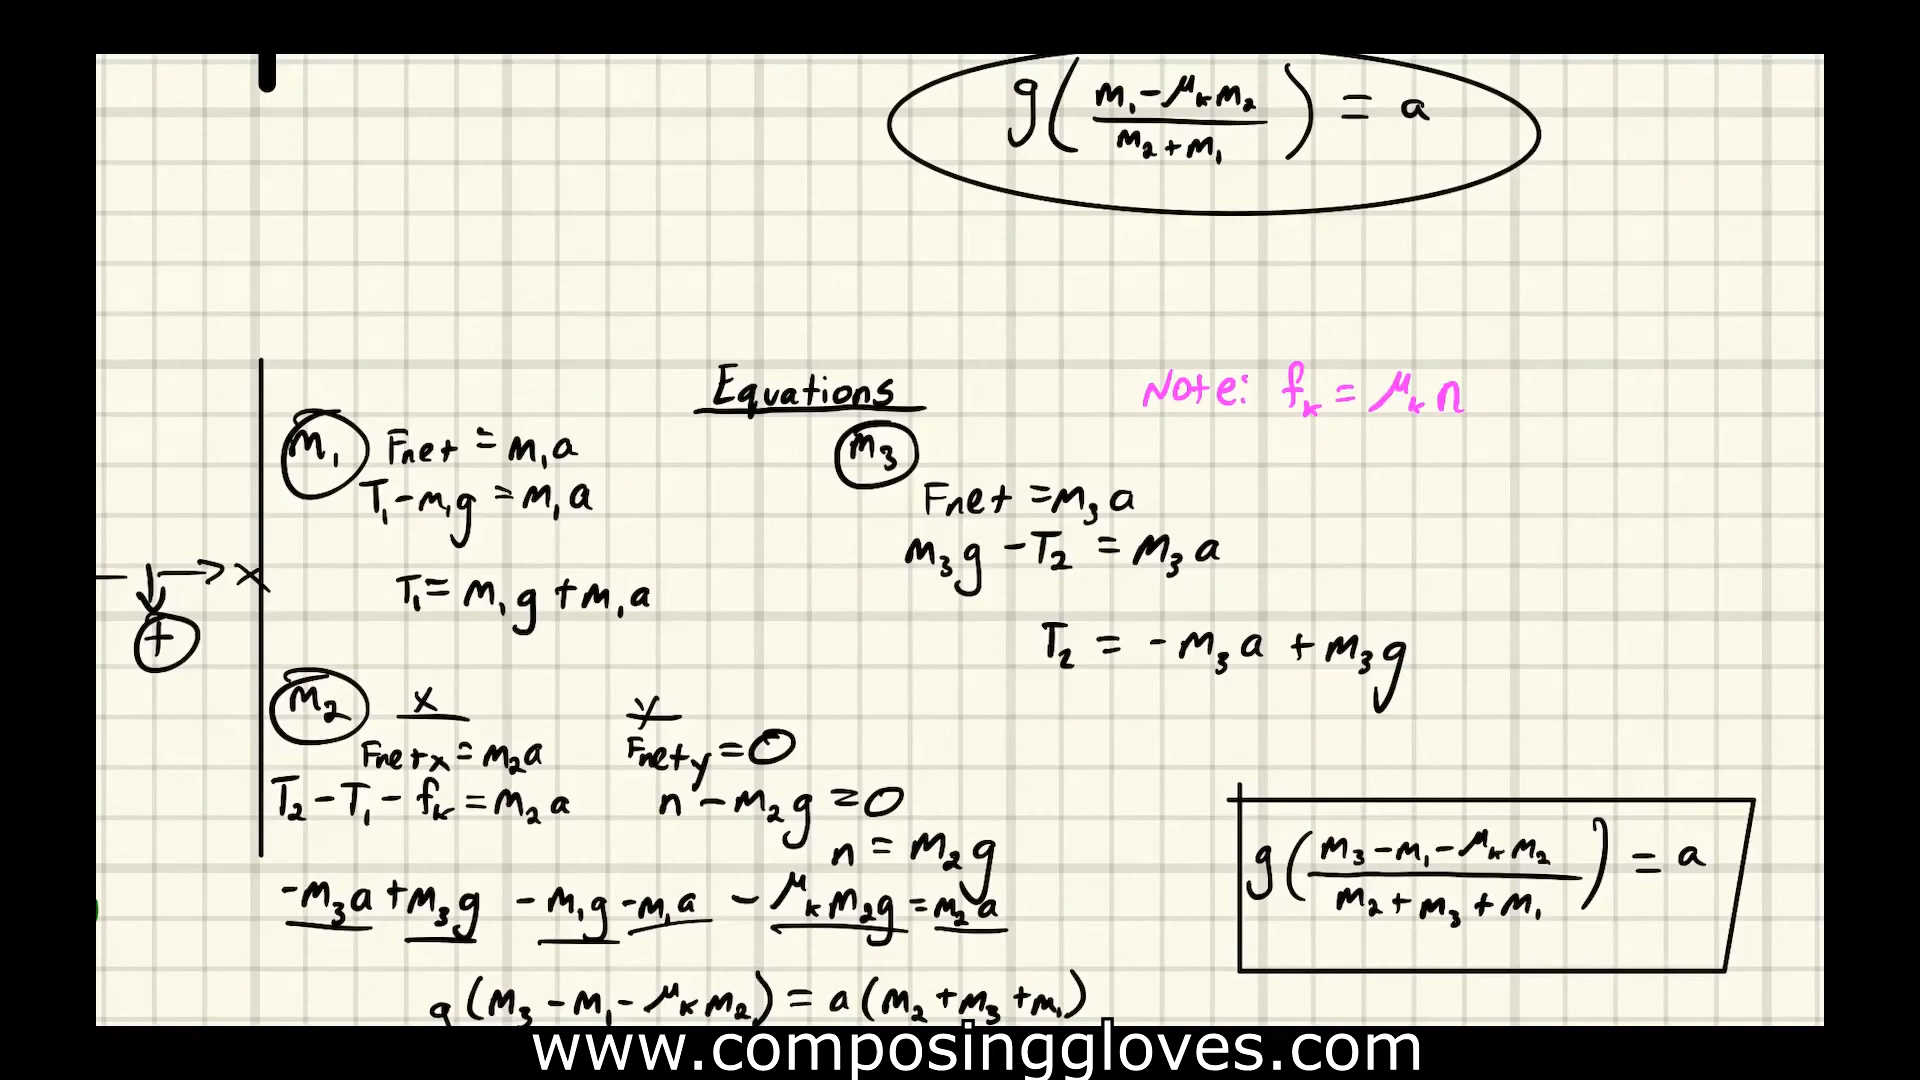 g( (m₁ - μₖm₂) / (m₂ + m₁) ) = a
Equations
Note: fₖ = μₖ n
m₁
Fnet = m₁a
T₁ - m₁g = m₁a
T₁ = m₁g + m₁a
m₃
Fnet = m₃a
m₃g - T₂ = m₃a
T₂ = -m₃a + m₃g
→ x
+
m₂
x
Fnetx = m₂a
T₂ - T₁ - fₖ = m₂a
y
Fnety = 0
n - m₂g = 0
n = m₂g
-m₃a + m₃g - m₁g - m₁a - μₖm₂g = m₂a
g(m₃ - m₁ - μₖm₂) = a(m₂ + m₃ + m₁)
g( (m₃ - m₁ - μₖm₂) / (m₂ + m₃ + m₁) ) = a
www.composinggloves.com